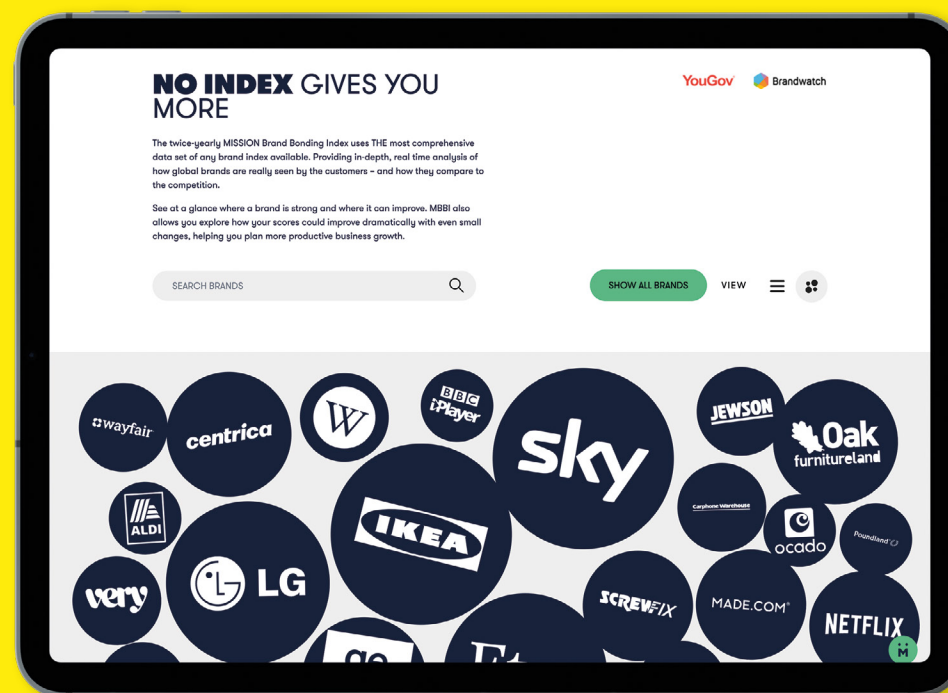 NO INDEX GIVES YOU
MORE
YouGov
Brandwatch
The twice-yearly MISSION Brand Bonding Index uses THE most comprehensive
data set of any brand index available. Providing in-depth, real time analysis of
how global brands are really seen by the customers – and how they compare to
the competition.
See at a glance where a brand is strong and where it can improve. MBBI also
allows you explore how your scores could improve dramatically with even small
changes, helping you plan more productive business growth.
SEARCH BRANDS
SHOW ALL BRANDS
VIEW
wayfair
centrica
W
BBC
iPlayer
sky
JEWSON
Oak
furnitureland
ALDI
LG
IKEA
Carphone Warehouse
ocado
Poundland
very
SCREWFIX
MADE.COM
NETFLIX
ao
M